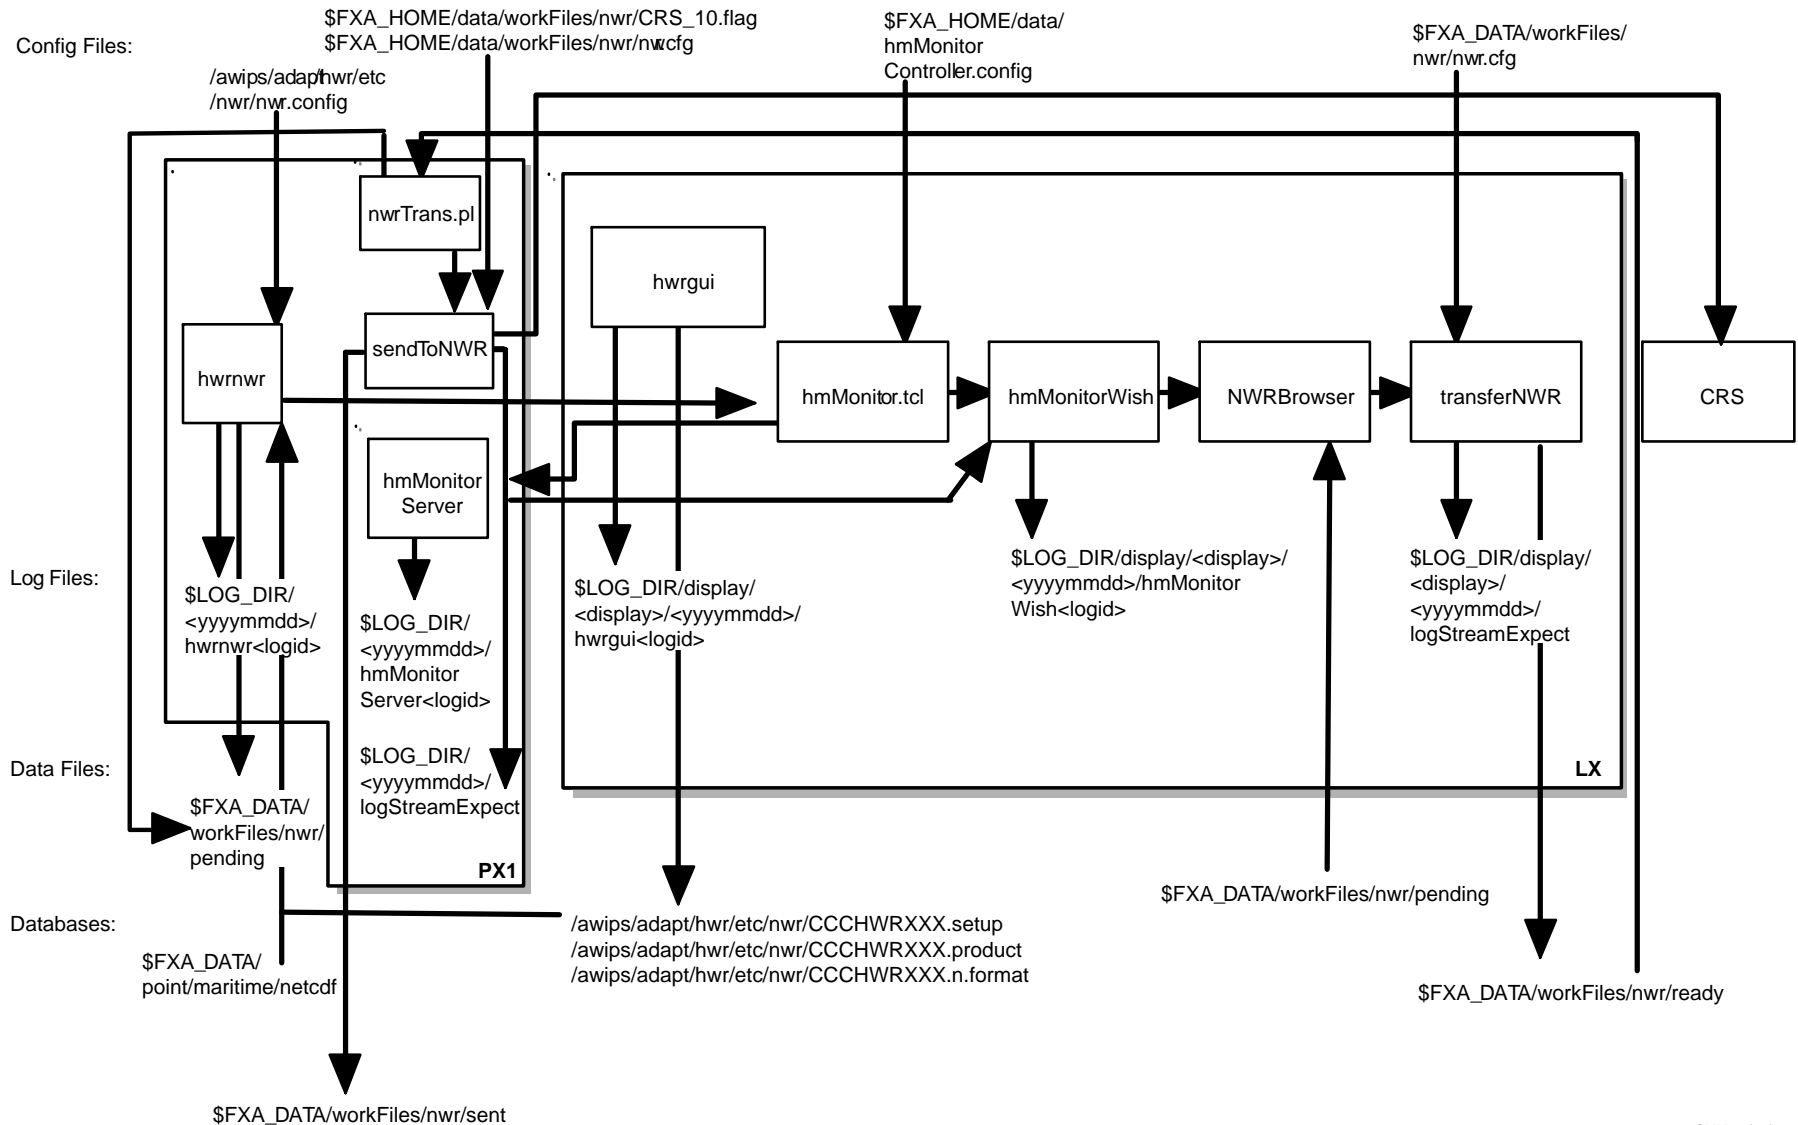 Config Files:
$FXA_HOME/data/workFiles/nwr/CRS_10.flag
$FXA_HOME/data/workFiles/nwr/nwr.cfg
$FXA_HOME/data/
hmMonitor
Controller.config
$FXA_DATA/workFiles/
nwr/nwr.cfg
/awips/adapt/hwr/etc
/nwr/nwr.config
nwrTrans.pl
hwrgui
sendToNWR
hwrnwr
hmMonitor.tcl
hmMonitorWish
NWRBrowser
transferNWR
CRS
hmMonitor
Server
Log Files:
$LOG_DIR/
<yyyymmdd>/
hwrnwr<logid>
$LOG_DIR/
<yyyymmdd>/
hmMonitor
Server<logid>
$LOG_DIR/display/
<display>/<yyyymmdd>/
hwrgui<logid>
$LOG_DIR/display/<display>/
<yyyymmdd>/hmMonitor
Wish<logid>
$LOG_DIR/display/
<display>/
<yyyymmdd>/
logStreamExpect
Data Files:
$LOG_DIR/
<yyyymmdd>/
logStreamExpect
LX
$FXA_DATA/
workFiles/nwr/
pending
PX1
$FXA_DATA/workFiles/nwr/pending
Databases:
/awips/adapt/hwr/etc/nwr/CCCHWRXXX.setup
/awips/adapt/hwr/etc/nwr/CCCHWRXXX.product
/awips/adapt/hwr/etc/nwr/CCCHWRXXX.n.format
$FXA_DATA/
point/maritime/netcdf
$FXA_DATA/workFiles/nwr/ready
$FXA_DATA/workFiles/nwr/sent